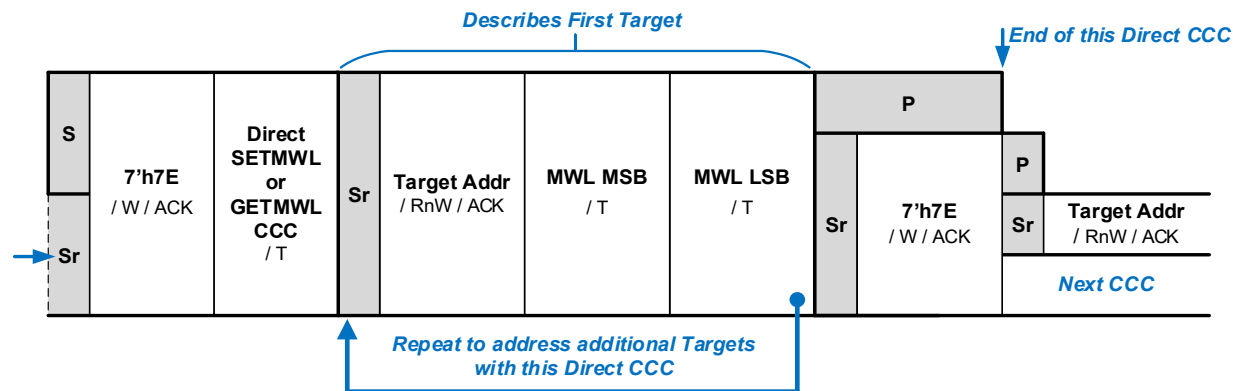 Describes First Target
End of this Direct CCC
S
Sr
7'h7E
/ W / ACK
Direct
SETMWL
or
GETMWL
CCC
/ T
Sr
Target Addr
/ RnW / ACK
MWL MSB
/ T
MWL LSB
/ T
P
Sr
7'h7E
/ W / ACK
P
Sr
Target Addr
/ RnW / ACK
Next CCC
Repeat to address additional Targets
with this Direct CCC